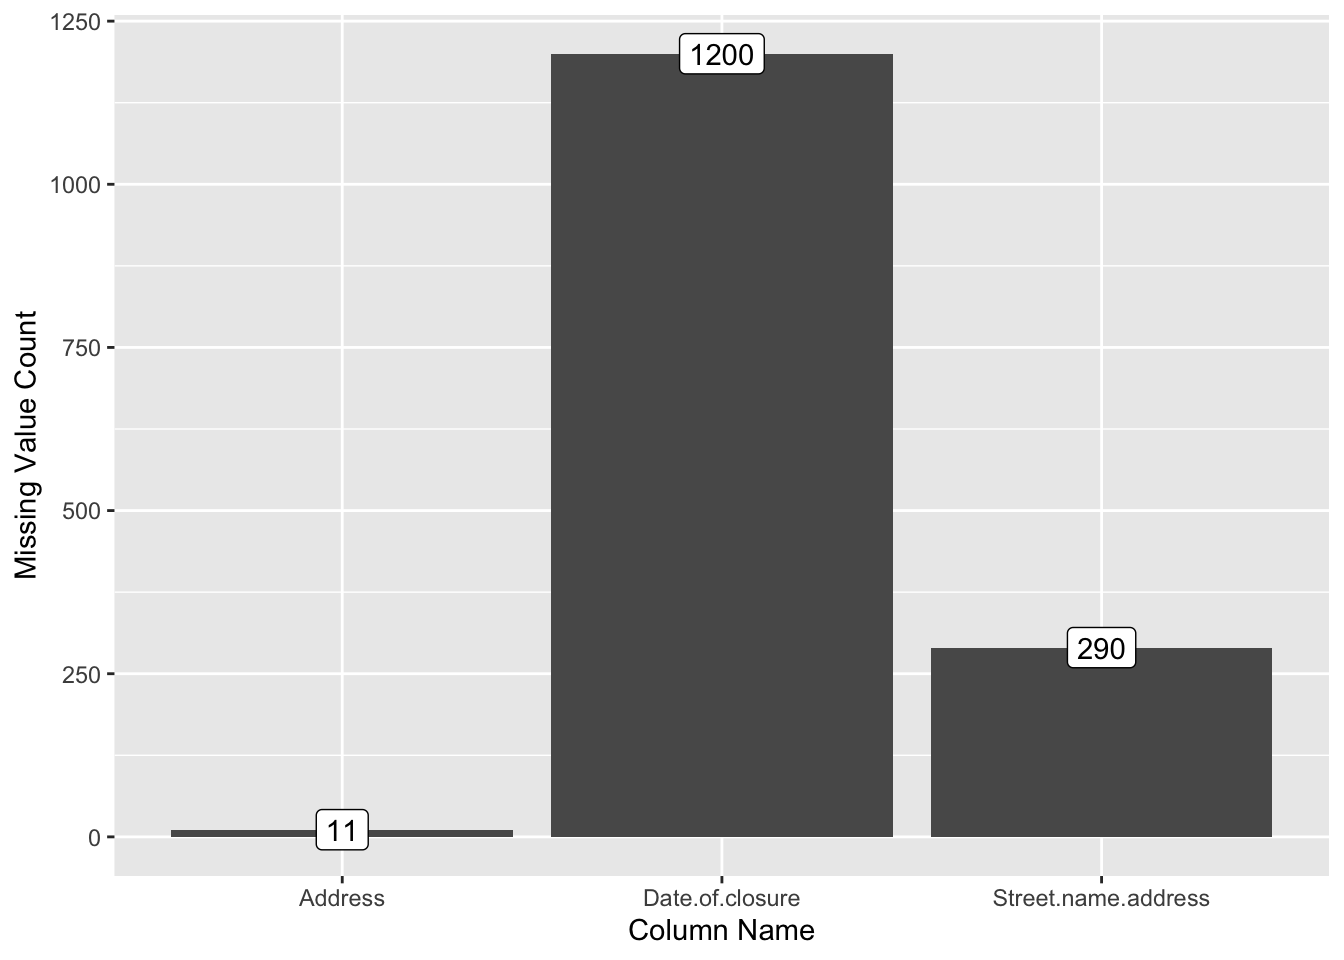 Missing Value Count
1250
1000
750
500
250
0
11
1200
290
Address
Date.of.closure
Street.name.address
Column Name